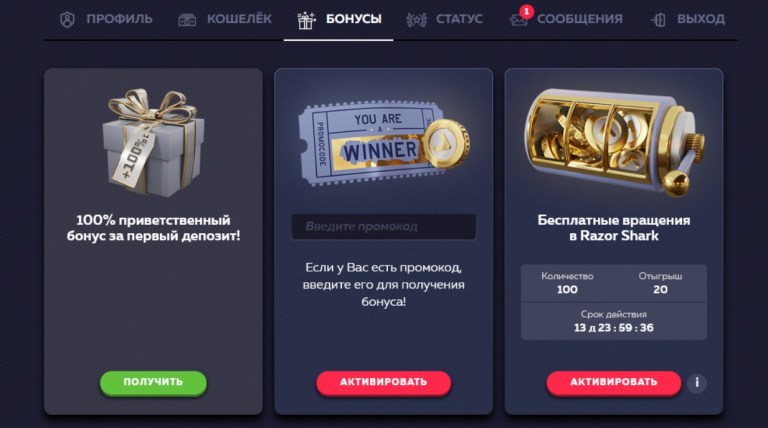 ПРОФИЛЬ
КОШЕЛЁК
БОНУСЫ
СТАТУС
1
СООБЩЕНИЯ
ВЫХОД
+100%
100% приветственный
бонус за первый депозит!
ПОЛУЧИТЬ
YOU ARE
A
WINNER
PROMOCODE
Введите промокод
Если у Вас есть промокод,
введите его для получения
бонуса!
АКТИВИРОВАТЬ
Бесплатные вращения
в Razor Shark
Количество
Отыгрыш
100
20
Срок действия
13 д 23 : 59 : 36
АКТИВИРОВАТЬ
i